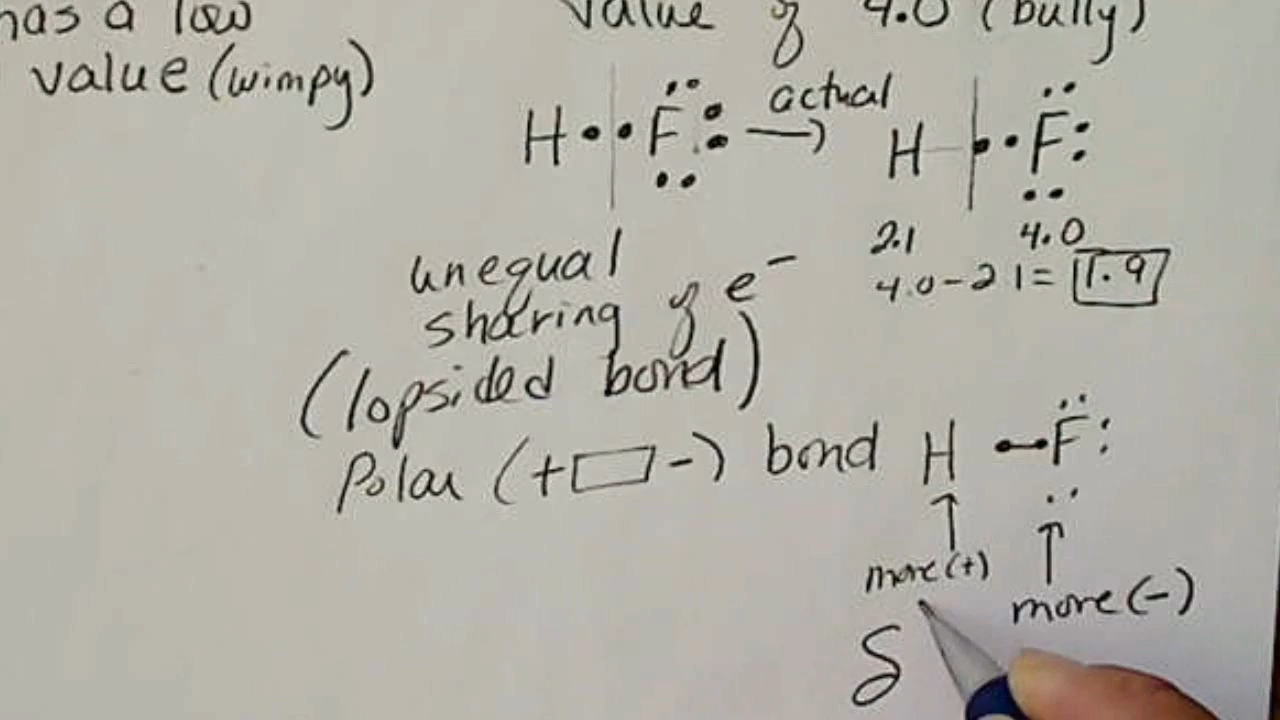 has a low
value (wimpy)
Value of 4.0 (bully)
H • • F : → actual H – • • F :
2.1 4.0
4.0 - 2.1 = 1.9
unequal
sharing of e⁻
(lopsided bond)
Polar (+ ▭ -) bond H •–• F :
more (+)
more (-)
δ